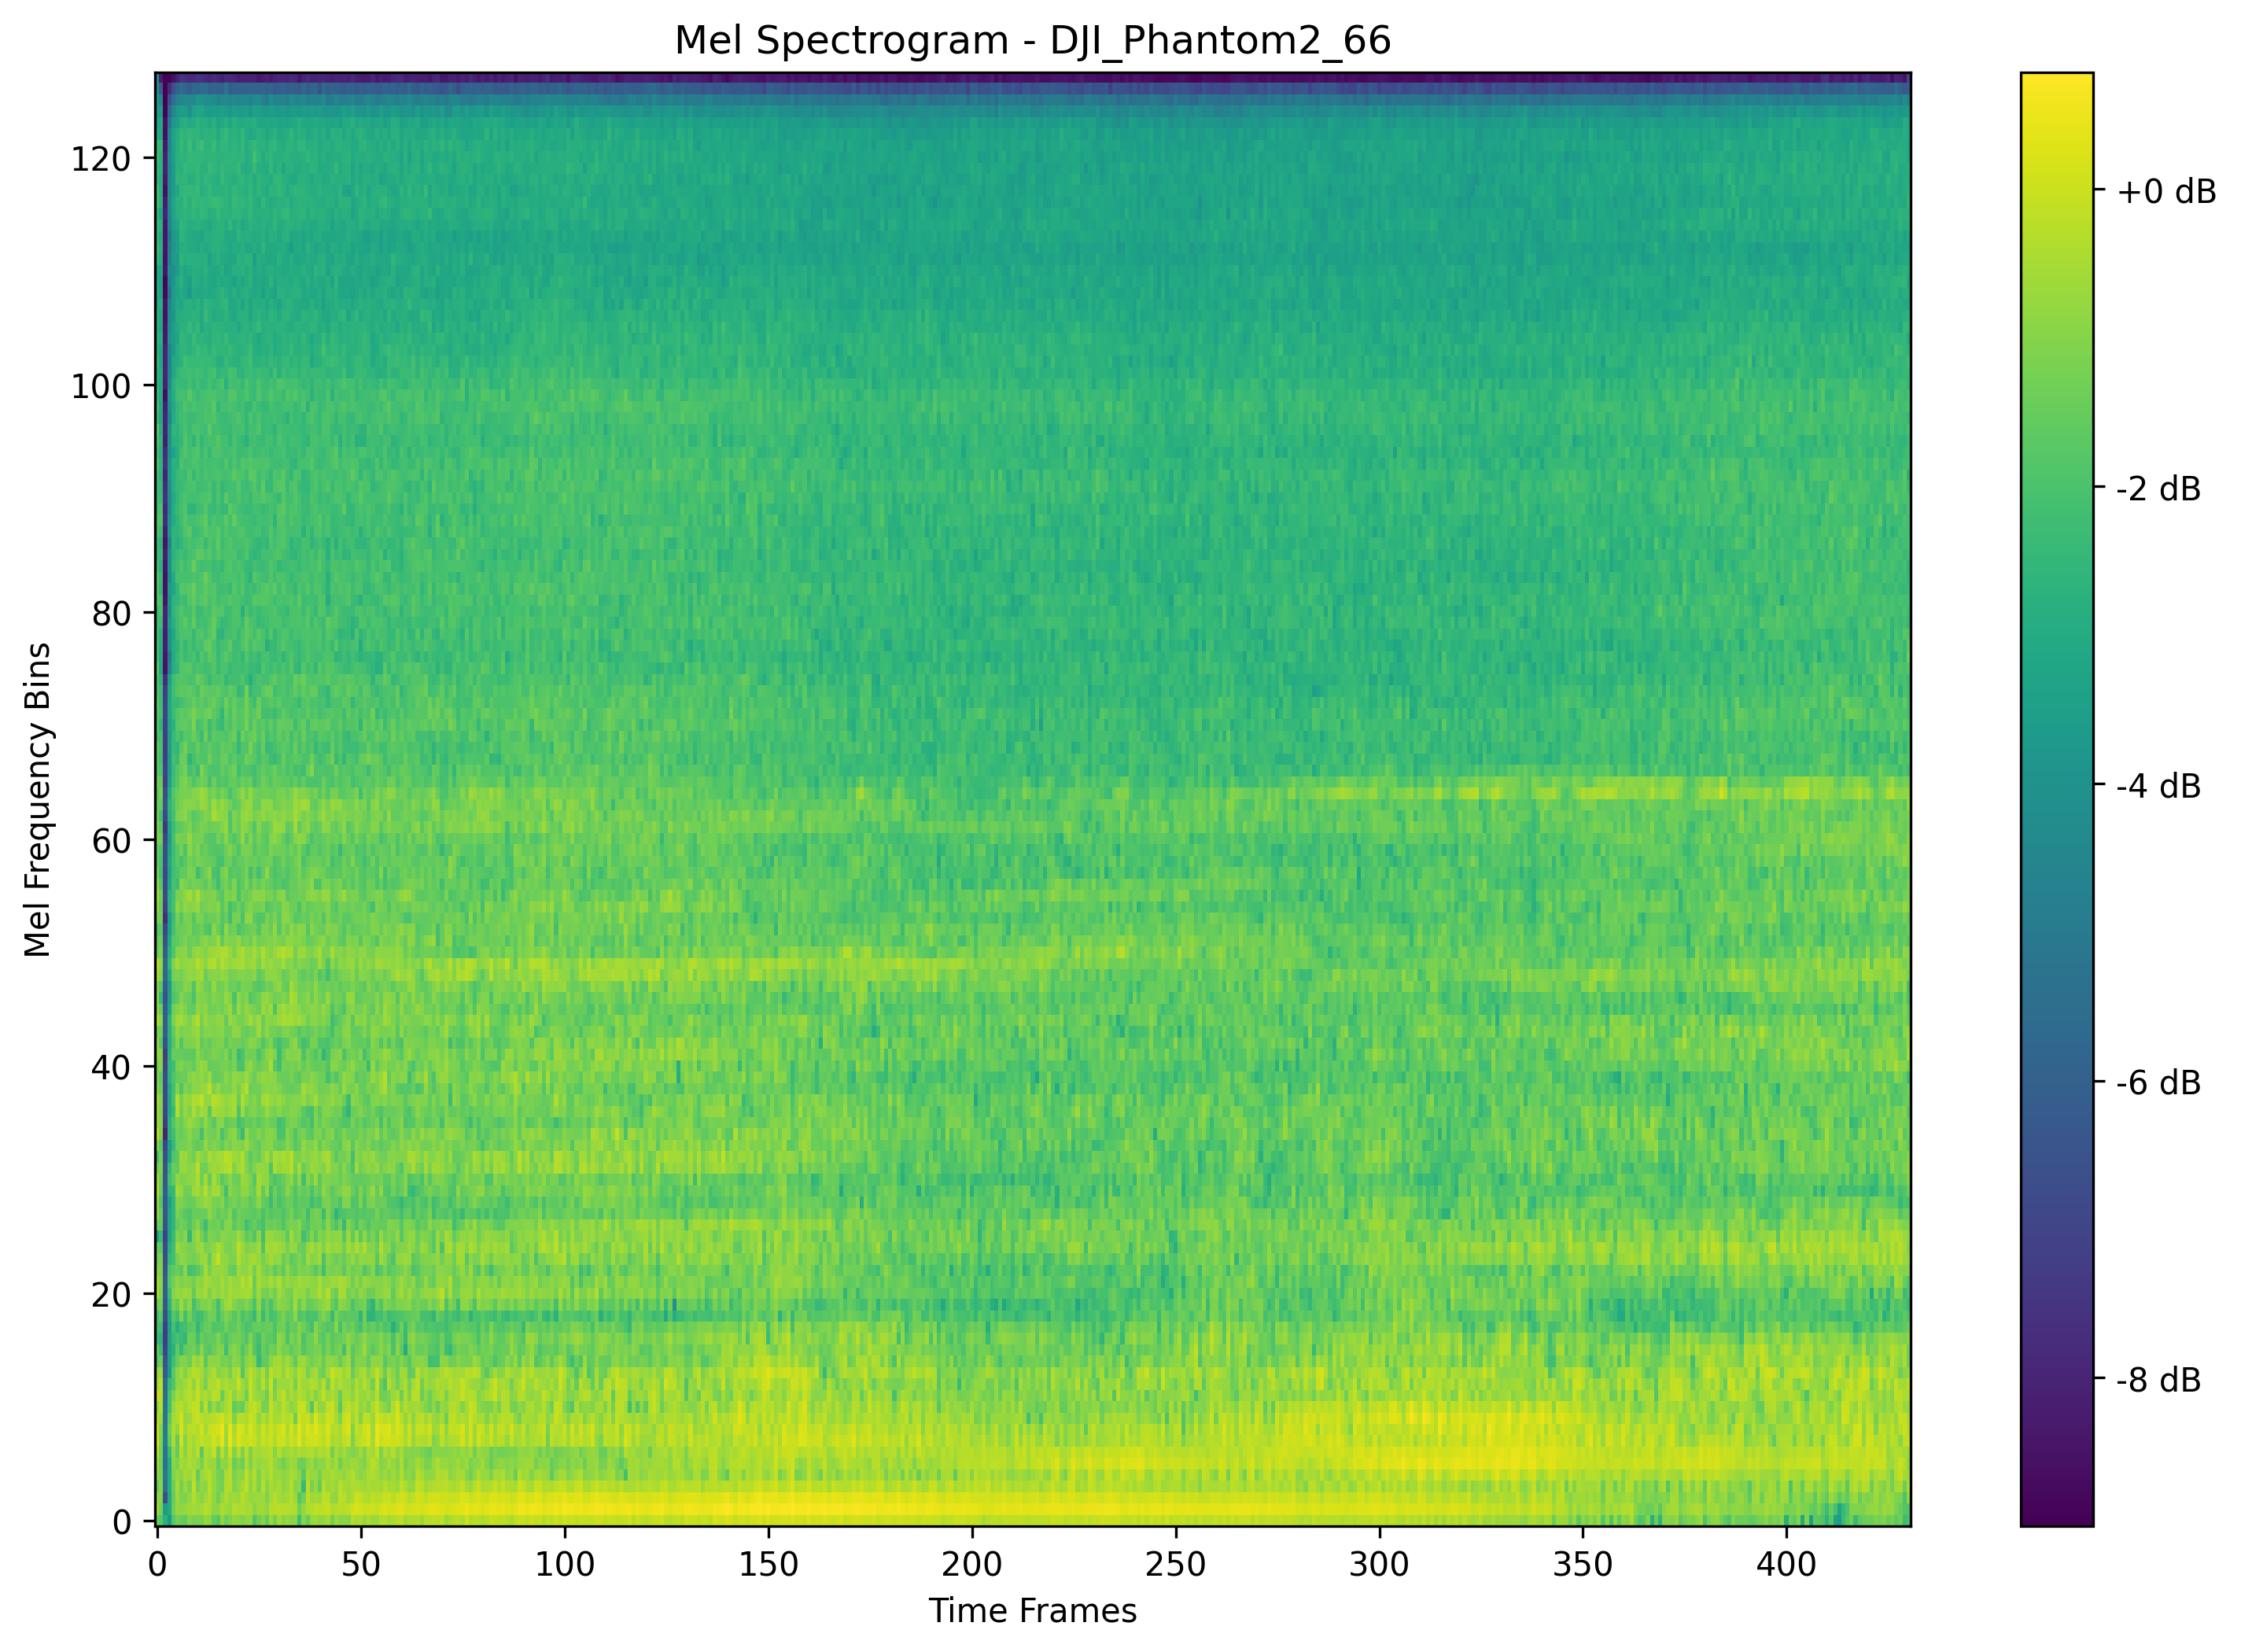 Mel Spectrogram - DJI_Phantom2_66
Mel Frequency Bins
120
100
80
60
40
20
0
0 50 100 150 200 250 300 350 400
Time Frames
+0 dB
-2 dB
-4 dB
-6 dB
-8 dB